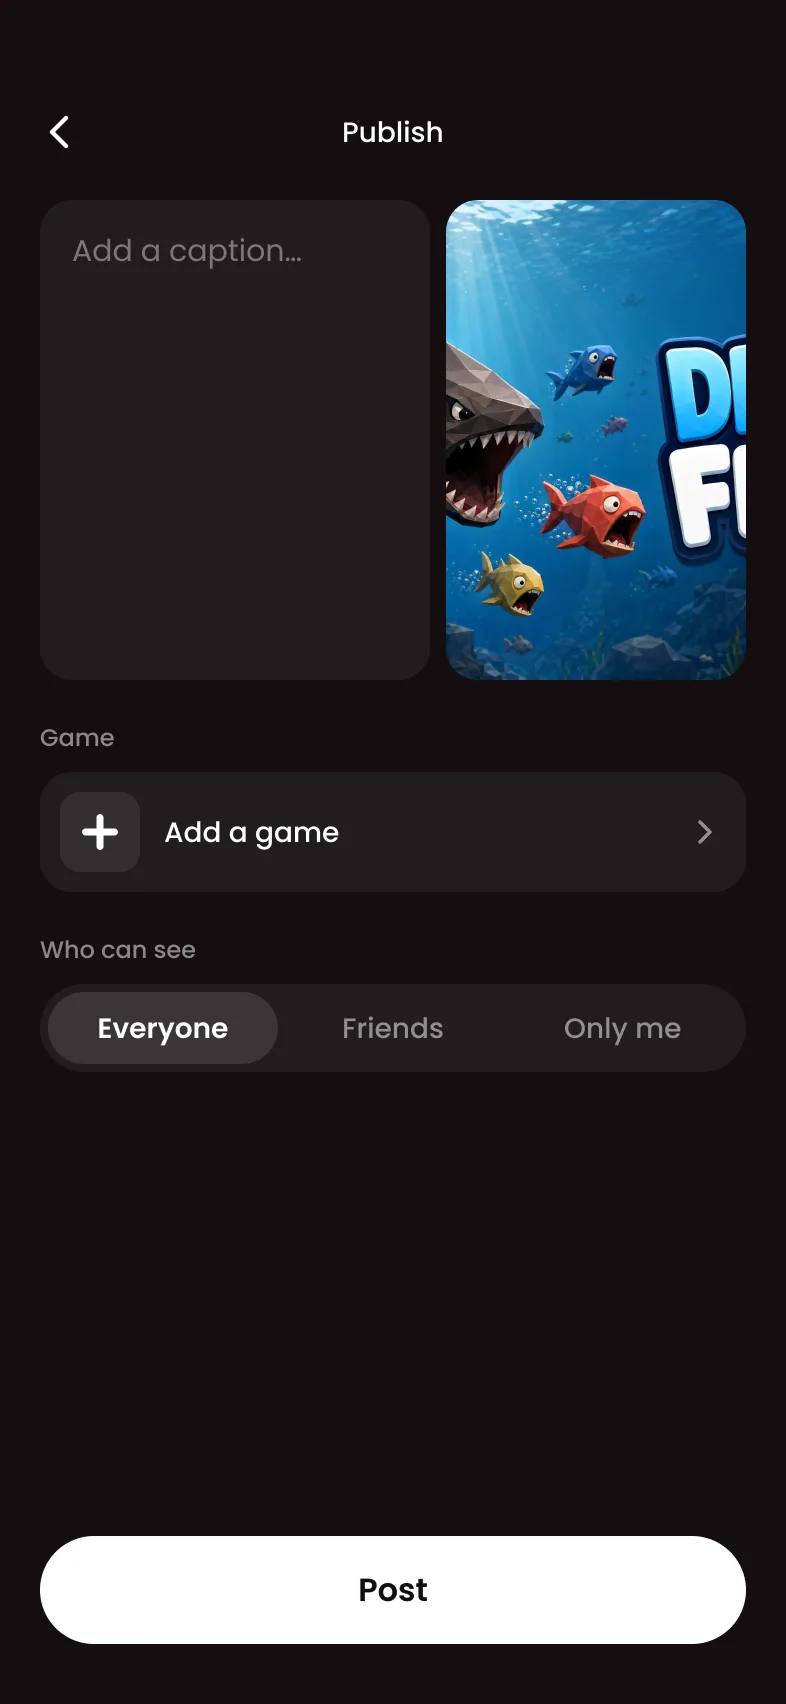 Publish
Add a caption...
Game
Add a game
Who can see
Everyone
Friends
Only me
Post